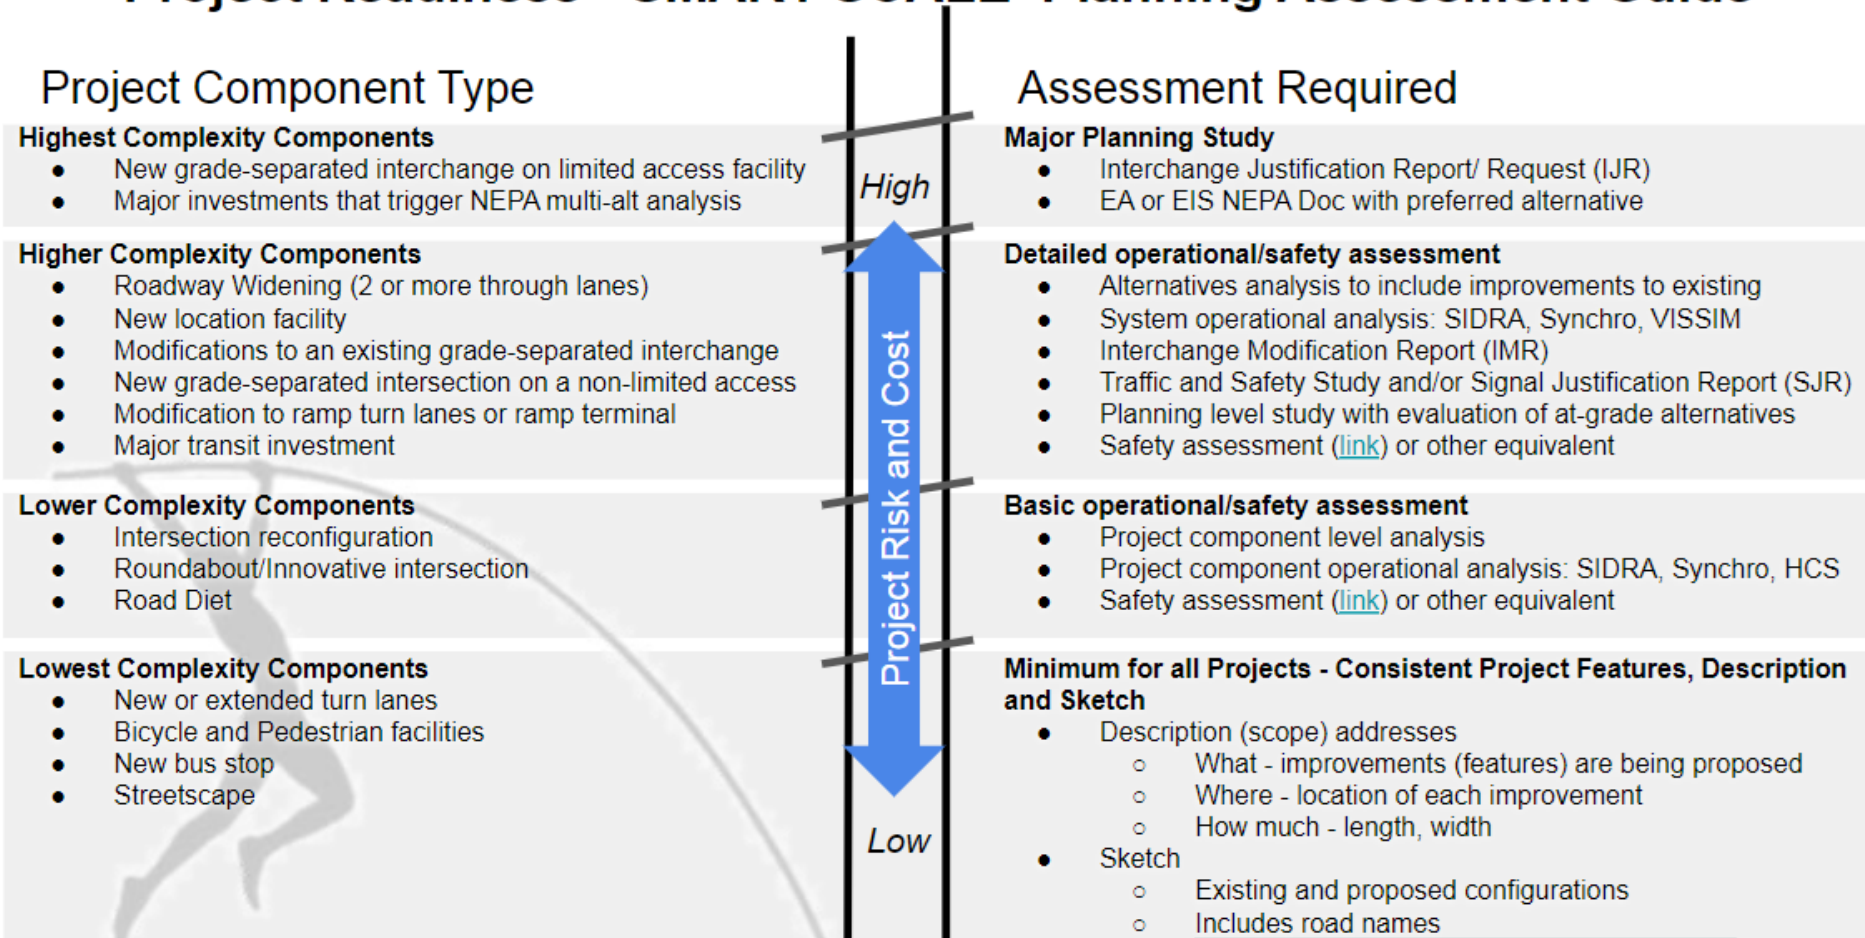 Project Readiness - SMART SCALE Planning Assessment Guide
Project Component Type
Highest Complexity Components
● New grade-separated interchange on limited access facility
● Major investments that trigger NEPA multi-alt analysis
Higher Complexity Components
● Roadway Widening (2 or more through lanes)
● New location facility
● Modifications to an existing grade-separated interchange
● New grade-separated intersection on a non-limited access
● Modification to ramp turn lanes or ramp terminal
● Major transit investment
Lower Complexity Components
● Intersection reconfiguration
● Roundabout/Innovative intersection
● Road Diet
Lowest Complexity Components
● New or extended turn lanes
● Bicycle and Pedestrian facilities
● New bus stop
● Streetscape
High
Project Risk and Cost
Low
Assessment Required
Major Planning Study
● Interchange Justification Report/ Request (IJR)
● EA or EIS NEPA Doc with preferred alternative
Detailed operational/safety assessment
● Alternatives analysis to include improvements to existing
● System operational analysis: SIDRA, Synchro, VISSIM
● Interchange Modification Report (IMR)
● Traffic and Safety Study and/or Signal Justification Report (SJR)
● Planning level study with evaluation of at-grade alternatives
● Safety assessment (link) or other equivalent
Basic operational/safety assessment
● Project component level analysis
● Project component operational analysis: SIDRA, Synchro, HCS
● Safety assessment (link) or other equivalent
Minimum for all Projects - Consistent Project Features, Description
and Sketch
● Description (scope) addresses
○ What - improvements (features) are being proposed
○ Where - location of each improvement
○ How much - length, width
● Sketch
○ Existing and proposed configurations
○ Includes road names